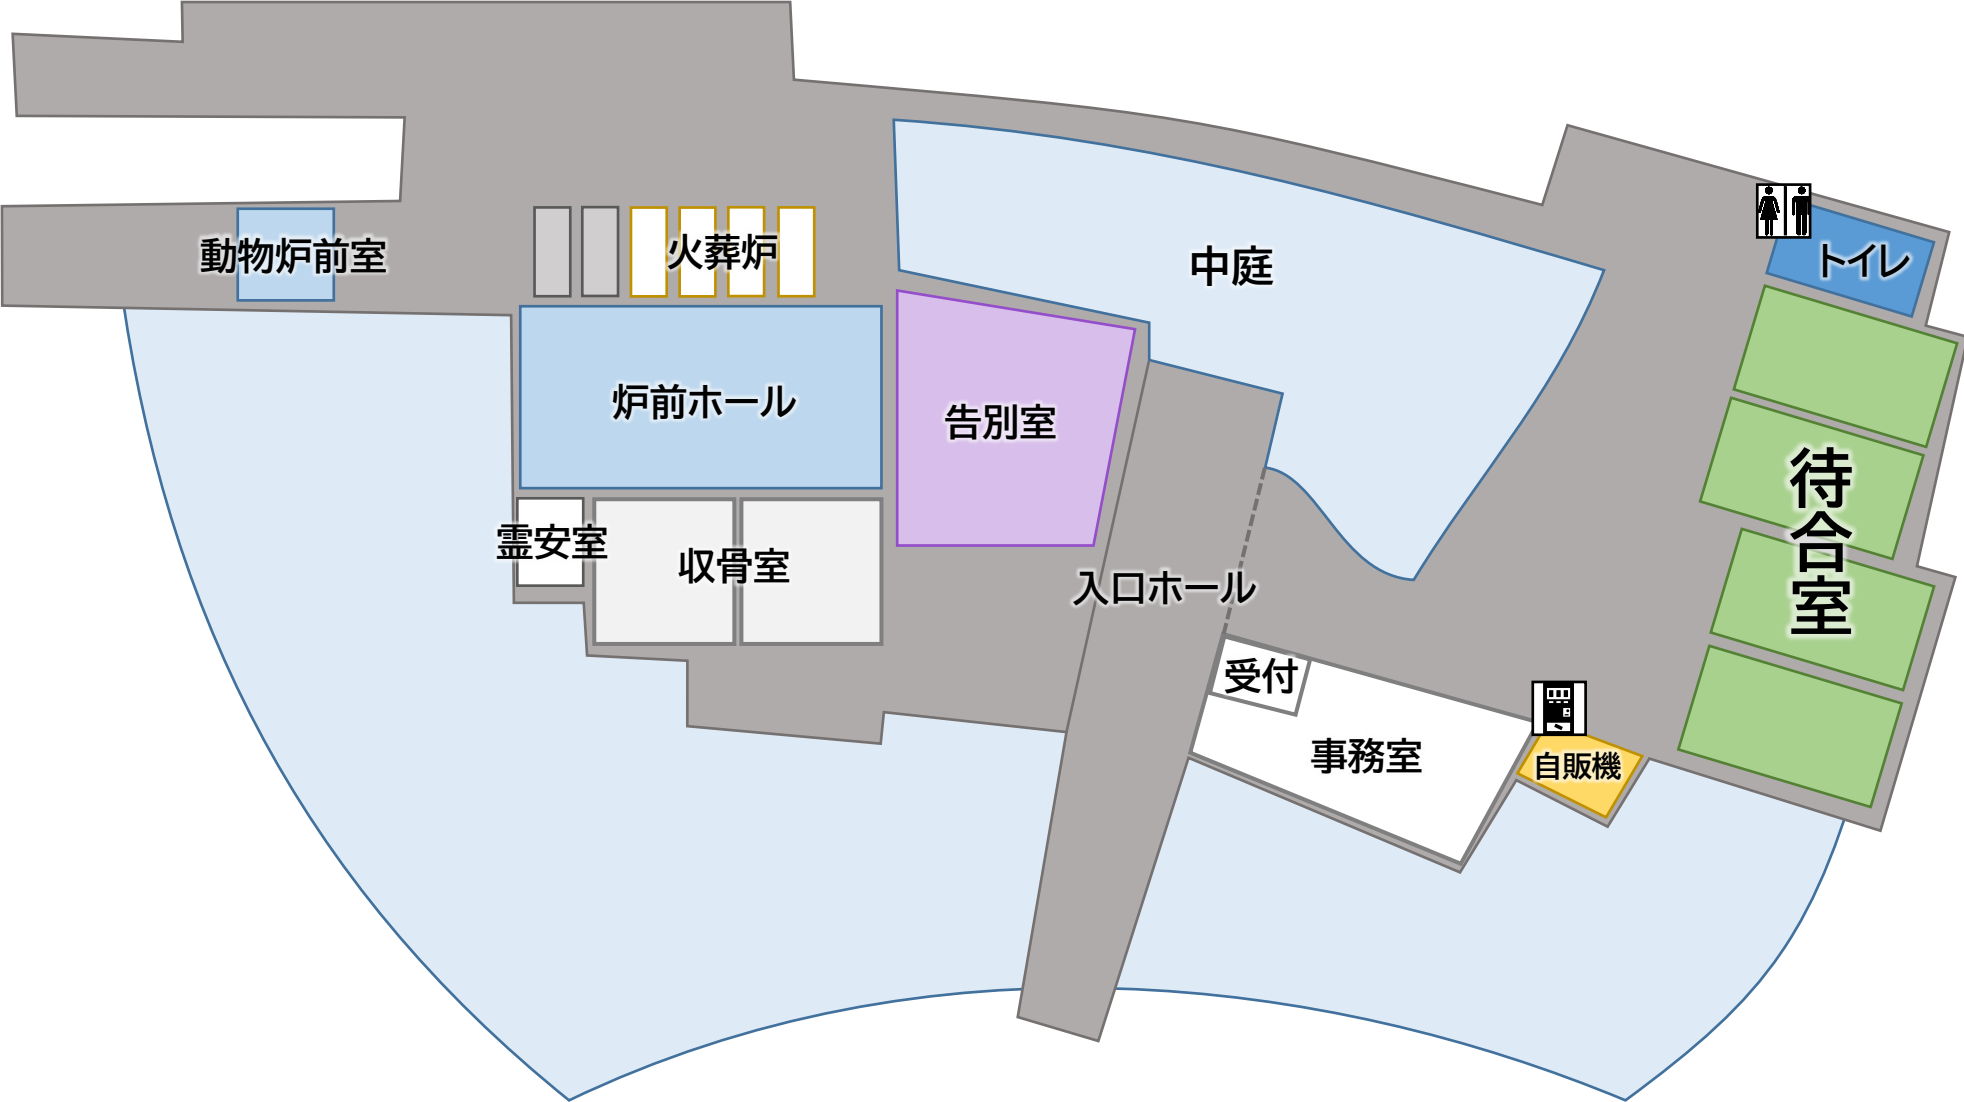 動物炉前室
火葬炉
中庭
トイレ
炉前ホール
告別室
待合室
霊安室
収骨室
入口ホール
受付
事務室
自販機